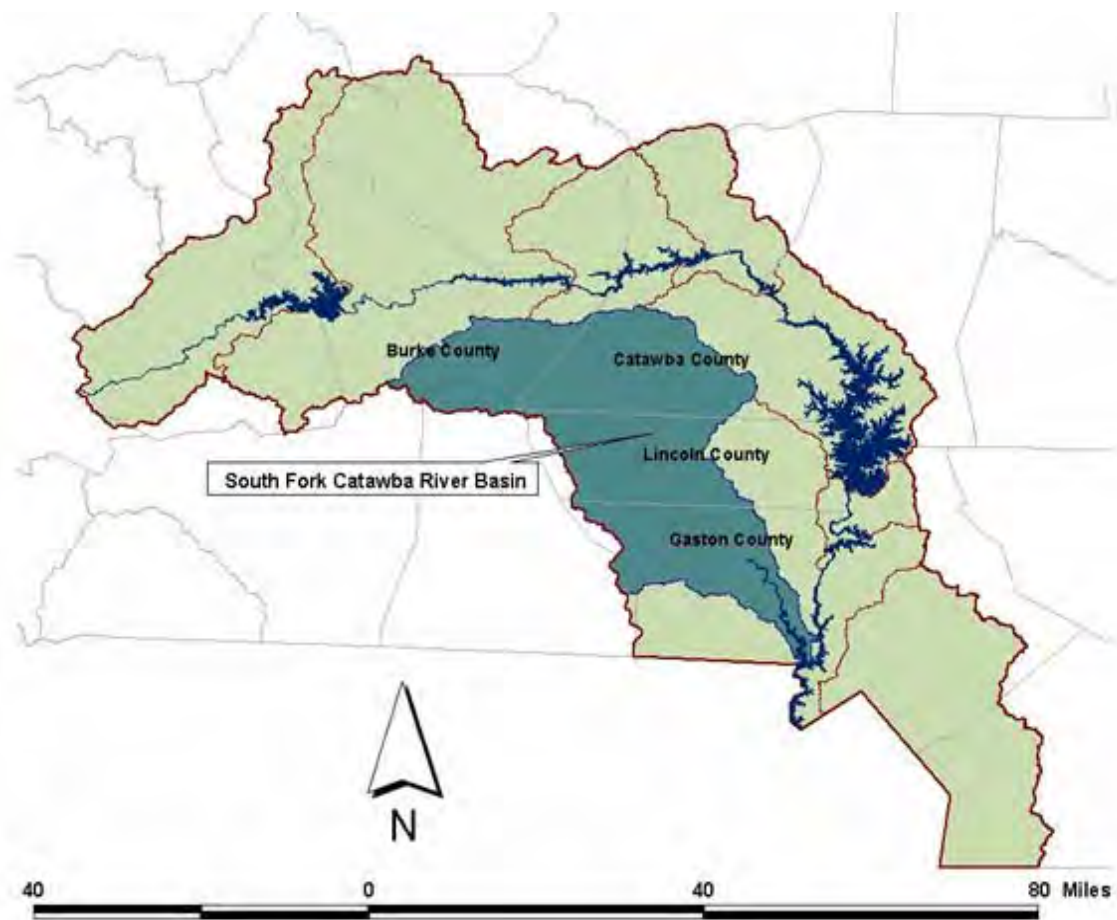 Burke County
Catawba County
Lincoln County
South Fork Catawba River Basin
Gaston County
N
40 0 40 80 Miles